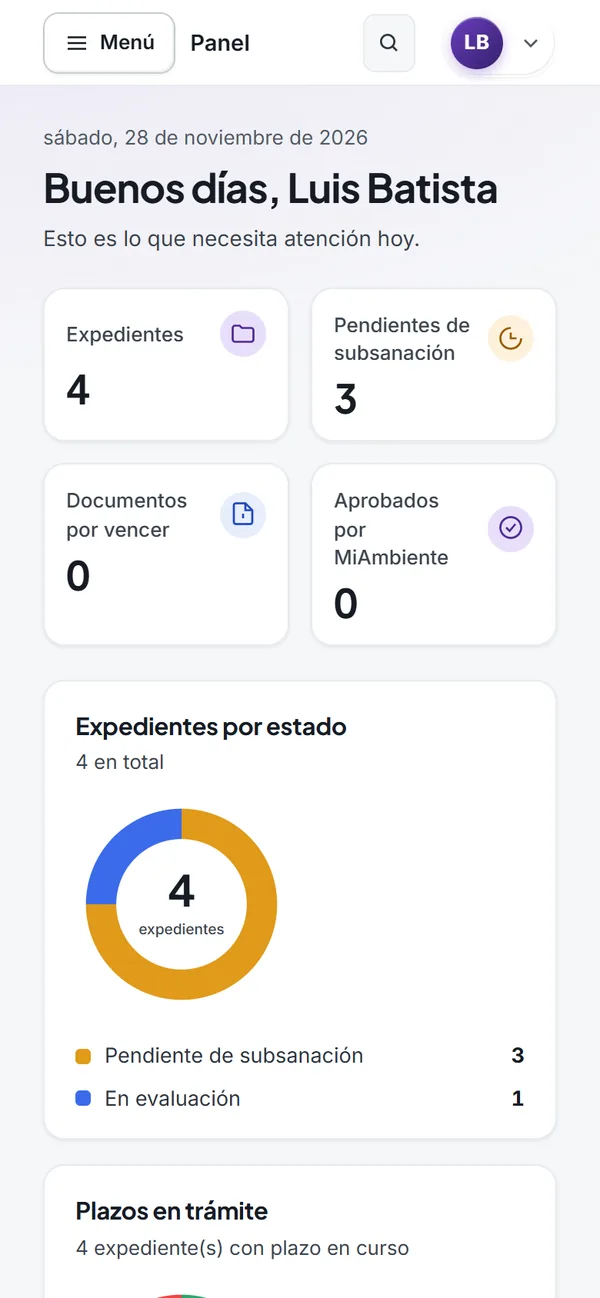 Menú
Panel
LB
sábado, 28 de noviembre de 2026
Buenos días, Luis Batista
Esto es lo que necesita atención hoy.
Expedientes
4
Pendientes de
subsanación
3
Documentos
por vencer
0
Aprobados
por
MiAmbiente
0
Expedientes por estado
4 en total
4
expedientes
Pendiente de subsanación 3
En evaluación 1
Plazos en trámite
4 expediente(s) con plazo en curso